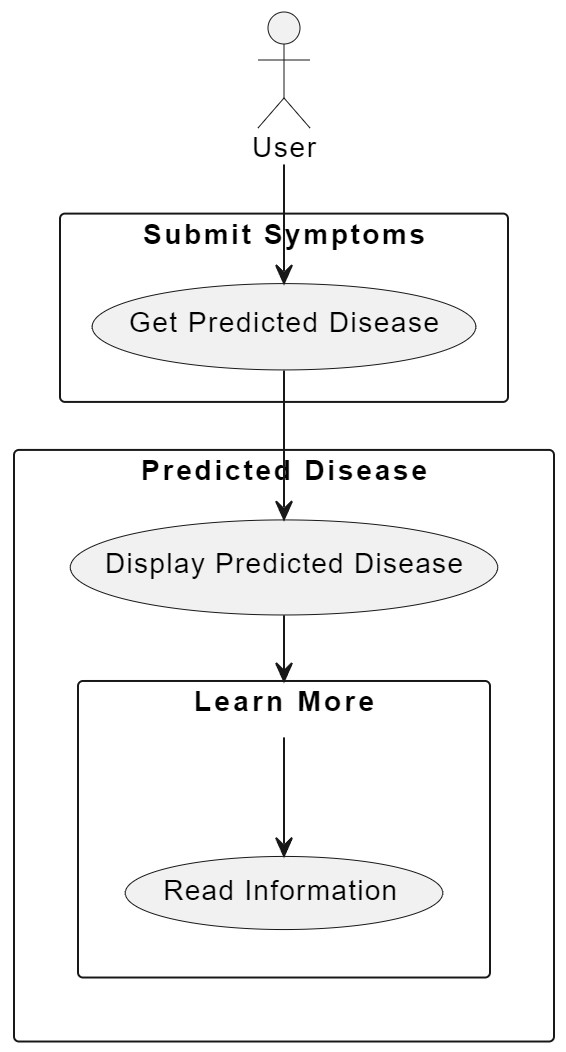 User
Submit Symptoms
Get Predicted Disease
Predicted Disease
Display Predicted Disease
Learn More
Read Information